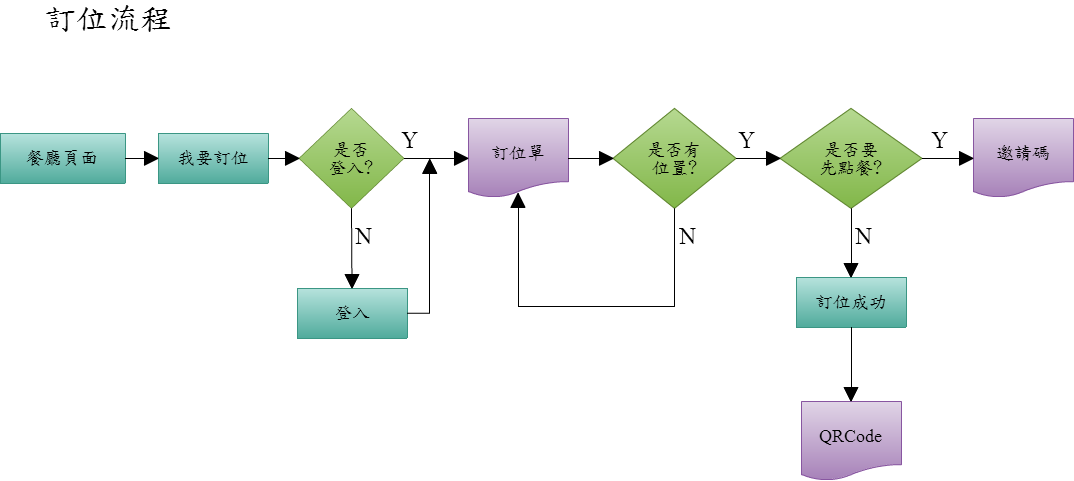 訂位流程
餐廳頁面
我要訂位
是否
登入?
Y
訂位單
是否有
位置?
Y
是否要
先點餐?
Y
邀請碼
N
N
N
登入
訂位成功
QRCode